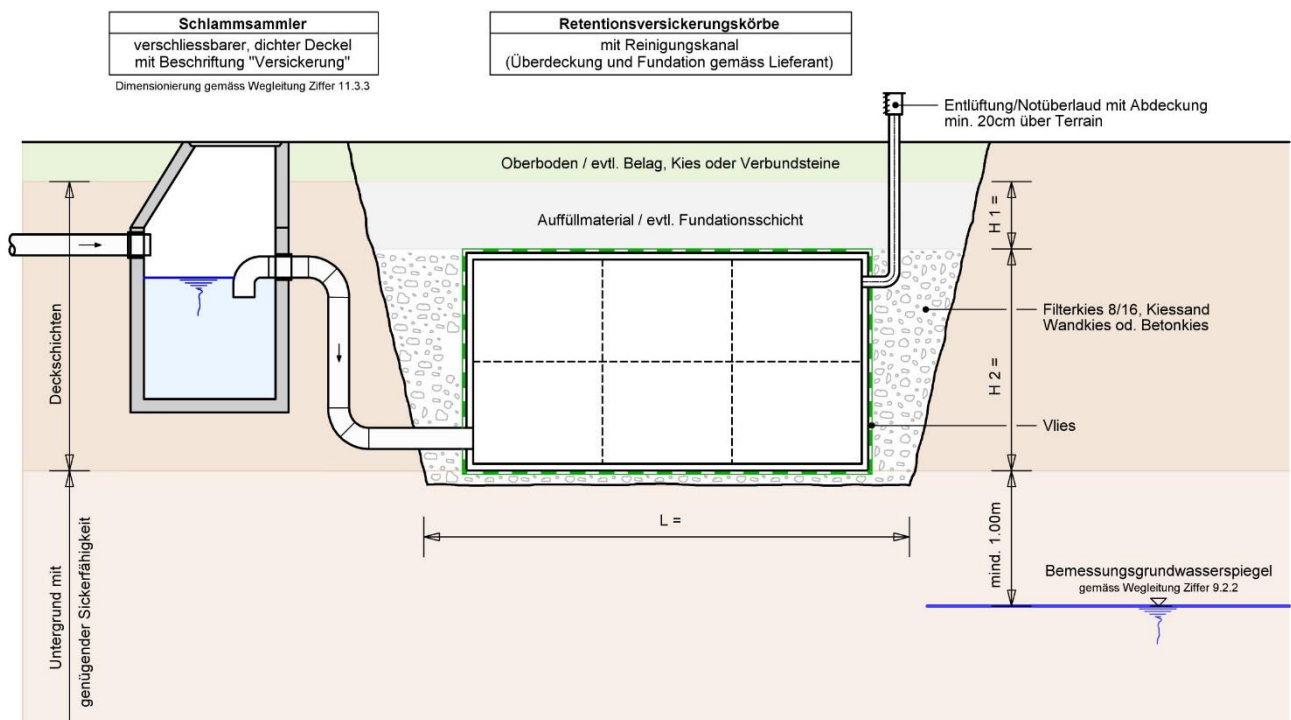 Schlammsammler
verschliessbarer, dichter Deckel
mit Beschriftung "Versickerung"
Dimensionierung gemäss Wegleitung Ziffer 11.3.3
Retentionsversickerungskörbe
mit Reinigungskanal
(Überdeckung und Fundation gemäss Lieferant)
Entlüftung/Notüberlaud mit Abdeckung
min. 20cm über Terrain
Oberboden / evtl. Belag, Kies oder Verbundsteine
Auffüllmaterial / evtl. Fundationsschicht
H 1 =
Deckschichten
Filterkies 8/16, Kiessand
Wandkies od. Betonkies
H 2 =
Vlies
L =
mind. 1.00m
Bemessungsgrundwasserspiegel
gemäss Wegleitung Ziffer 9.2.2
Untergrund mit
genügender Sickerfähigkeit